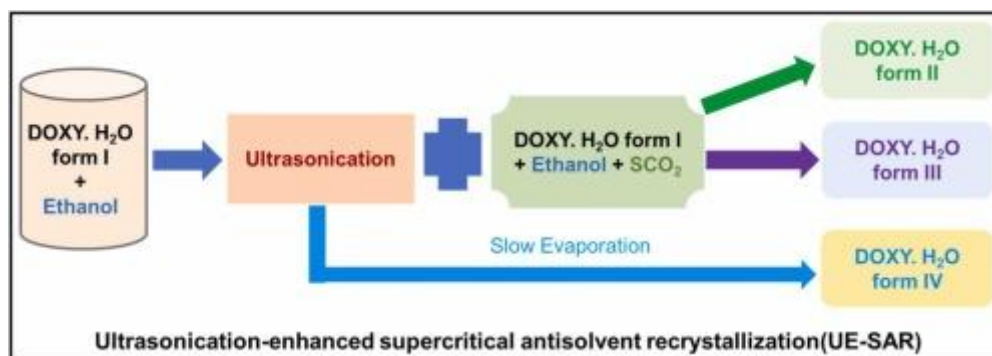 DOXY. H₂O
form I
+
Ethanol
Ultrasonication
DOXY. H₂O form I
+ Ethanol + SCO₂
DOXY. H₂O
form II
DOXY. H₂O
form III
Slow Evaporation
DOXY. H₂O
form IV
Ultrasonication-enhanced supercritical antisolvent recrystallization(UE-SAR)